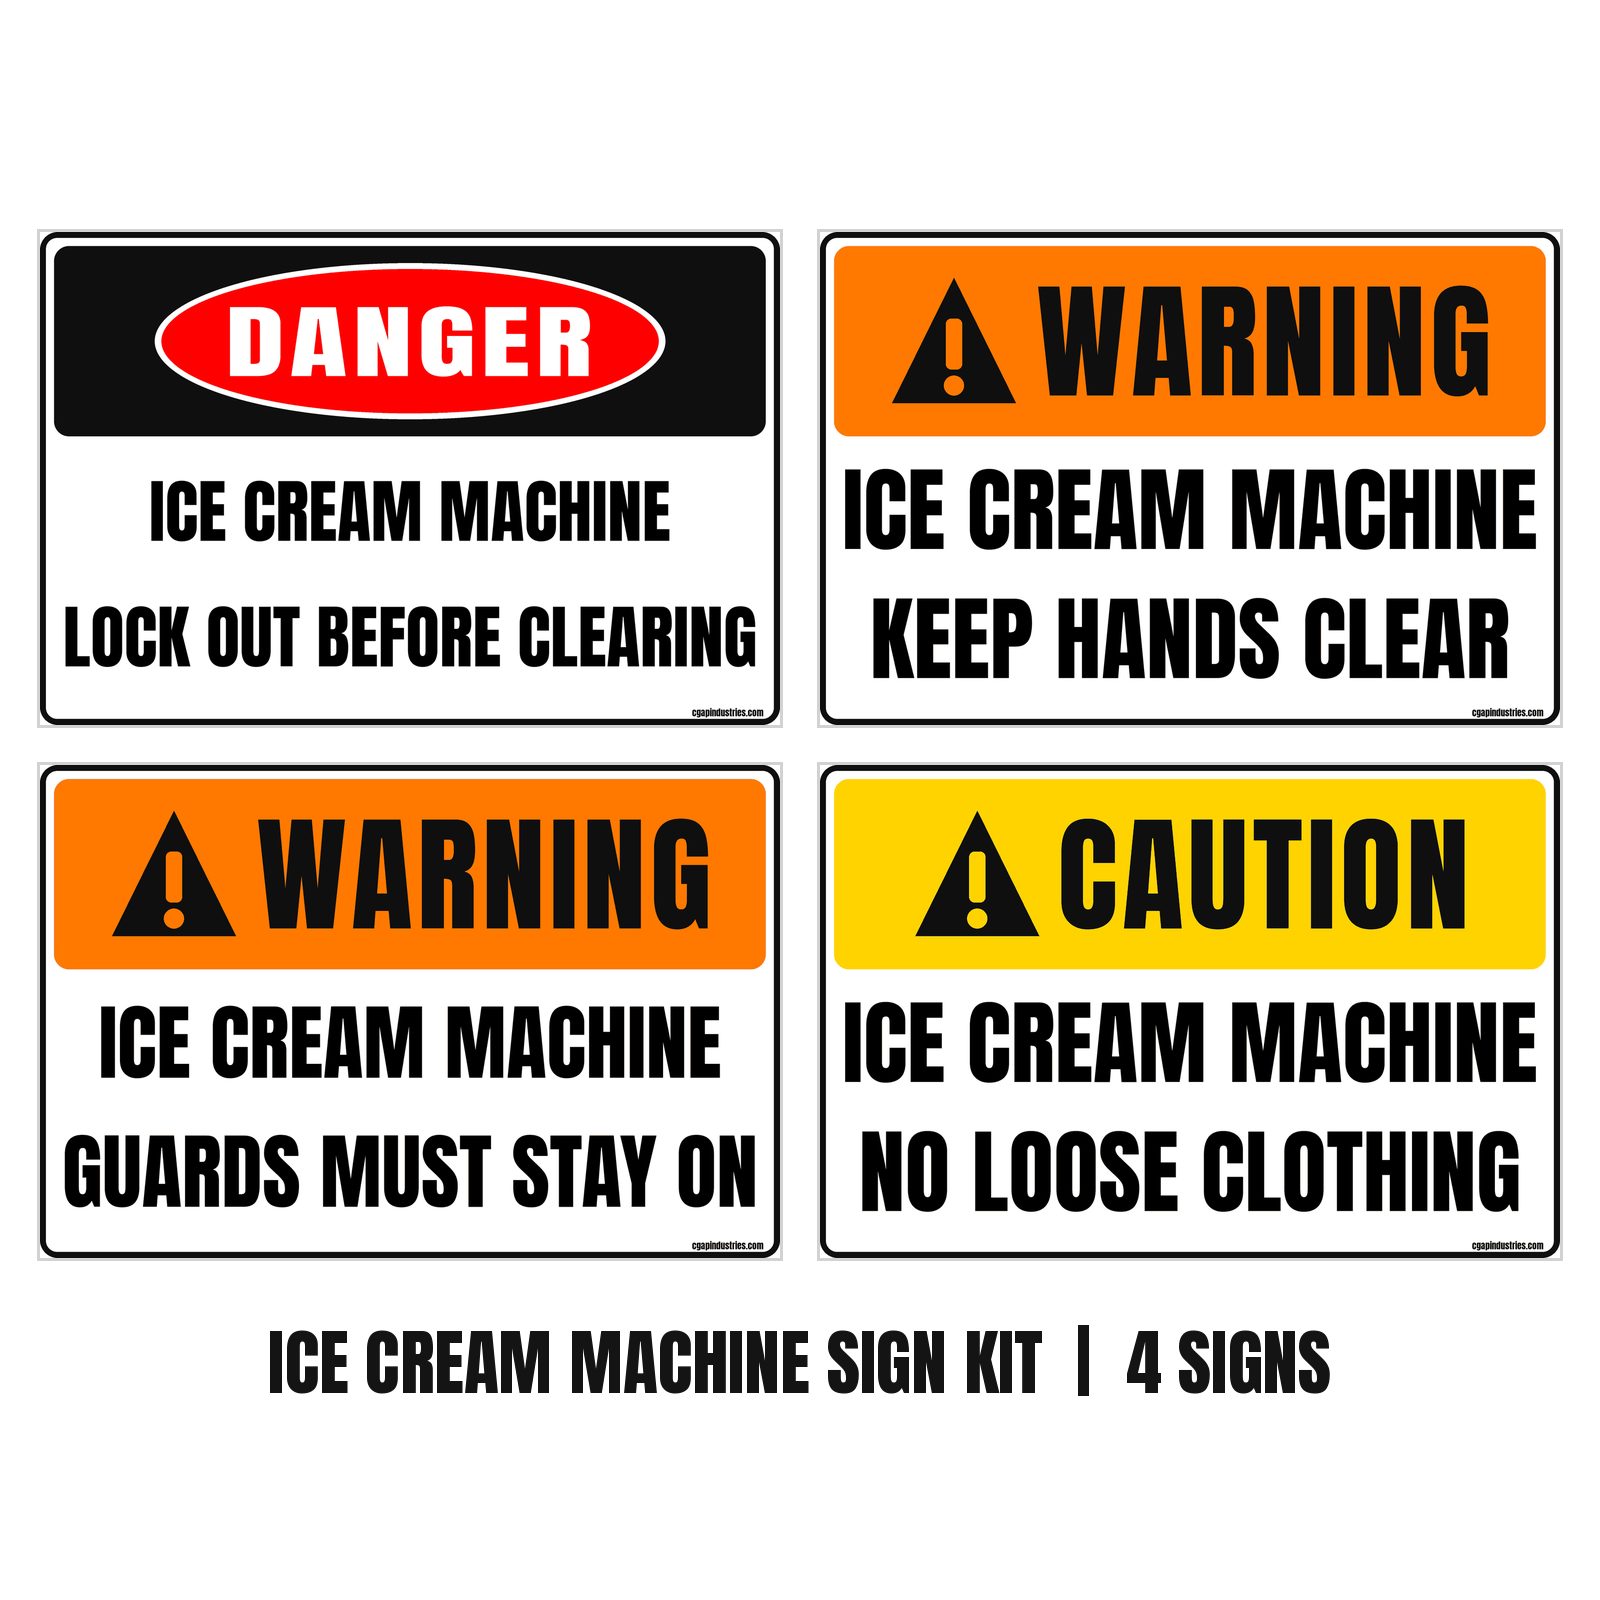 DANGER
ICE CREAM MACHINE
LOCK OUT BEFORE CLEARING
cgapindustries.com
WARNING
ICE CREAM MACHINE
KEEP HANDS CLEAR
cgapindustries.com
WARNING
ICE CREAM MACHINE
GUARDS MUST STAY ON
cgapindustries.com
CAUTION
ICE CREAM MACHINE
NO LOOSE CLOTHING
cgapindustries.com
ICE CREAM MACHINE SIGN KIT | 4 SIGNS